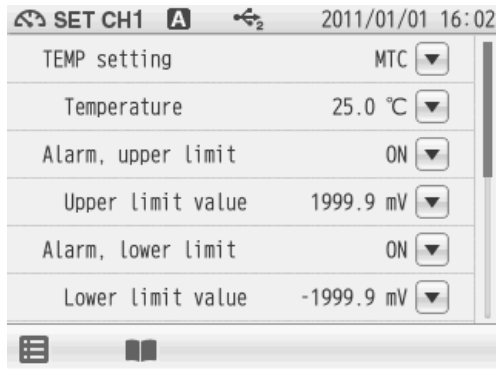 SET CH1 A 2 2011/01/01 16:02
TEMP setting MTC
Temperature 25.0 ℃
Alarm, upper limit ON
Upper limit value 1999.9 mV
Alarm, lower limit ON
Lower limit value -1999.9 mV